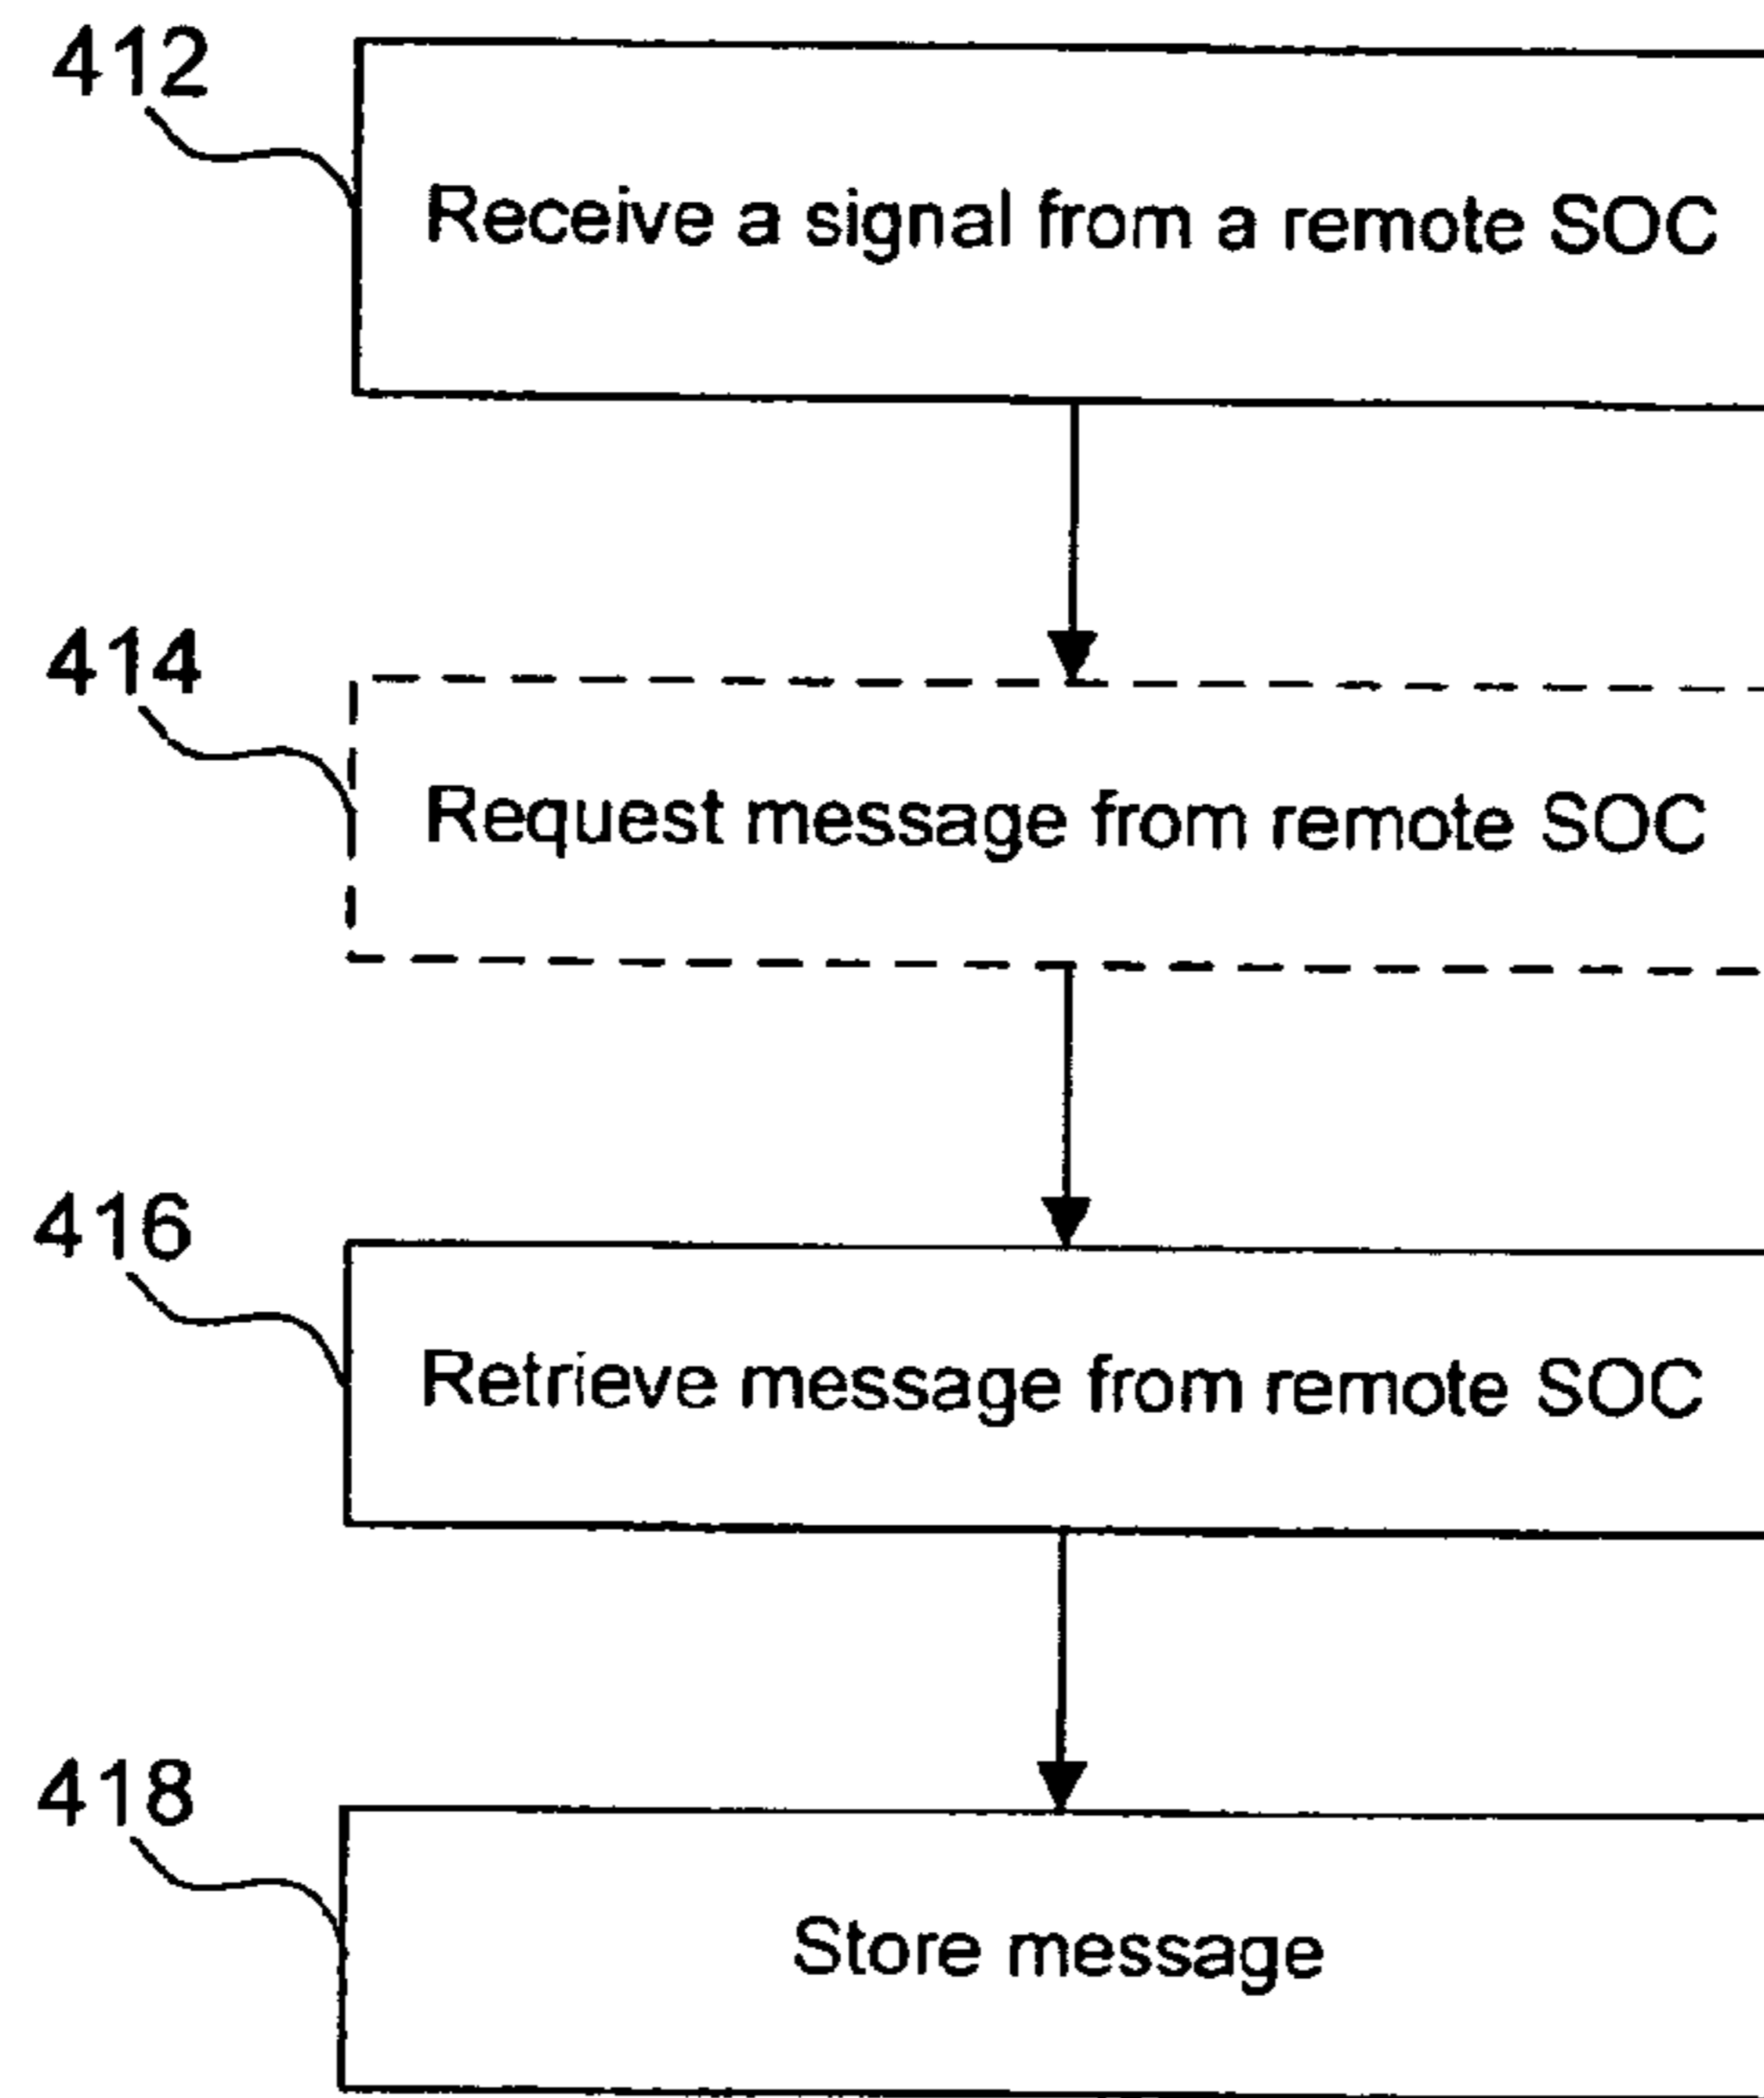 412
Receive a signal from a remote SOC
414
Request message from remote SOC
416
Retrieve message from remote SOC
418
Store message